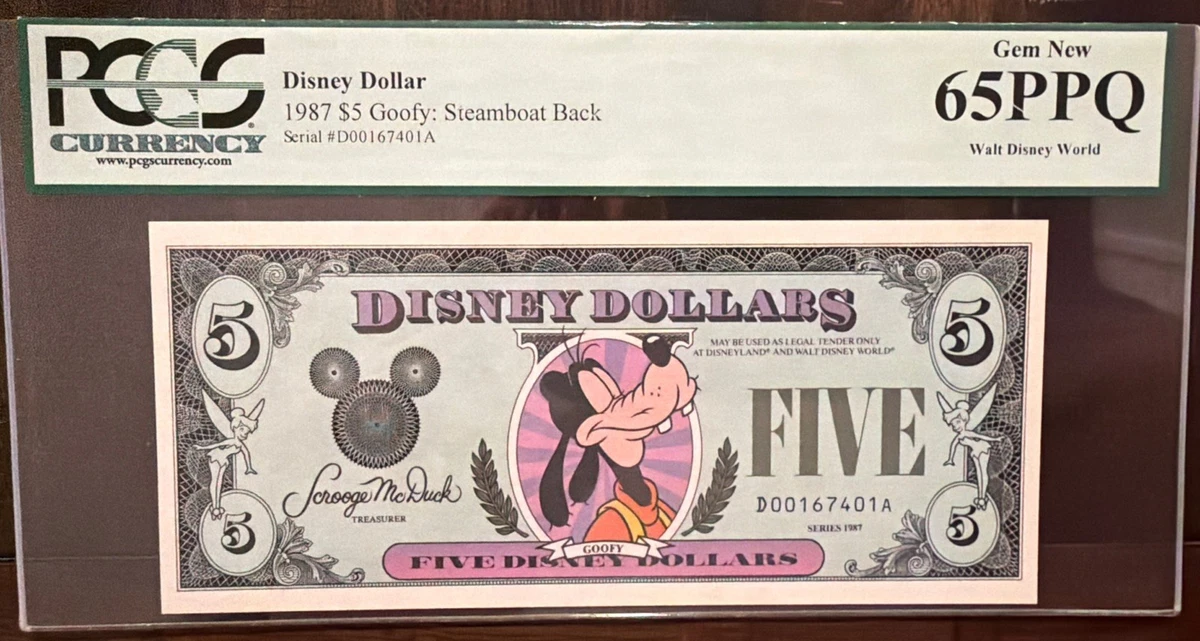 PCGS
CURRENCY
www.pcgscurrency.com
Disney Dollar
1987 $5 Goofy: Steamboat Back
Serial #D00167401A
Gem New
65PPQ
Walt Disney World
5
5
DISNEY DOLLARS
MAY BE USED AS LEGAL TENDER ONLY
AT DISNEYLAND® AND WALT DISNEY WORLD®
FIVE
Scrooge McDuck
TREASURER
D00167401A
SERIES 1987
5
5
GOOFY
FIVE DISNEY DOLLARS